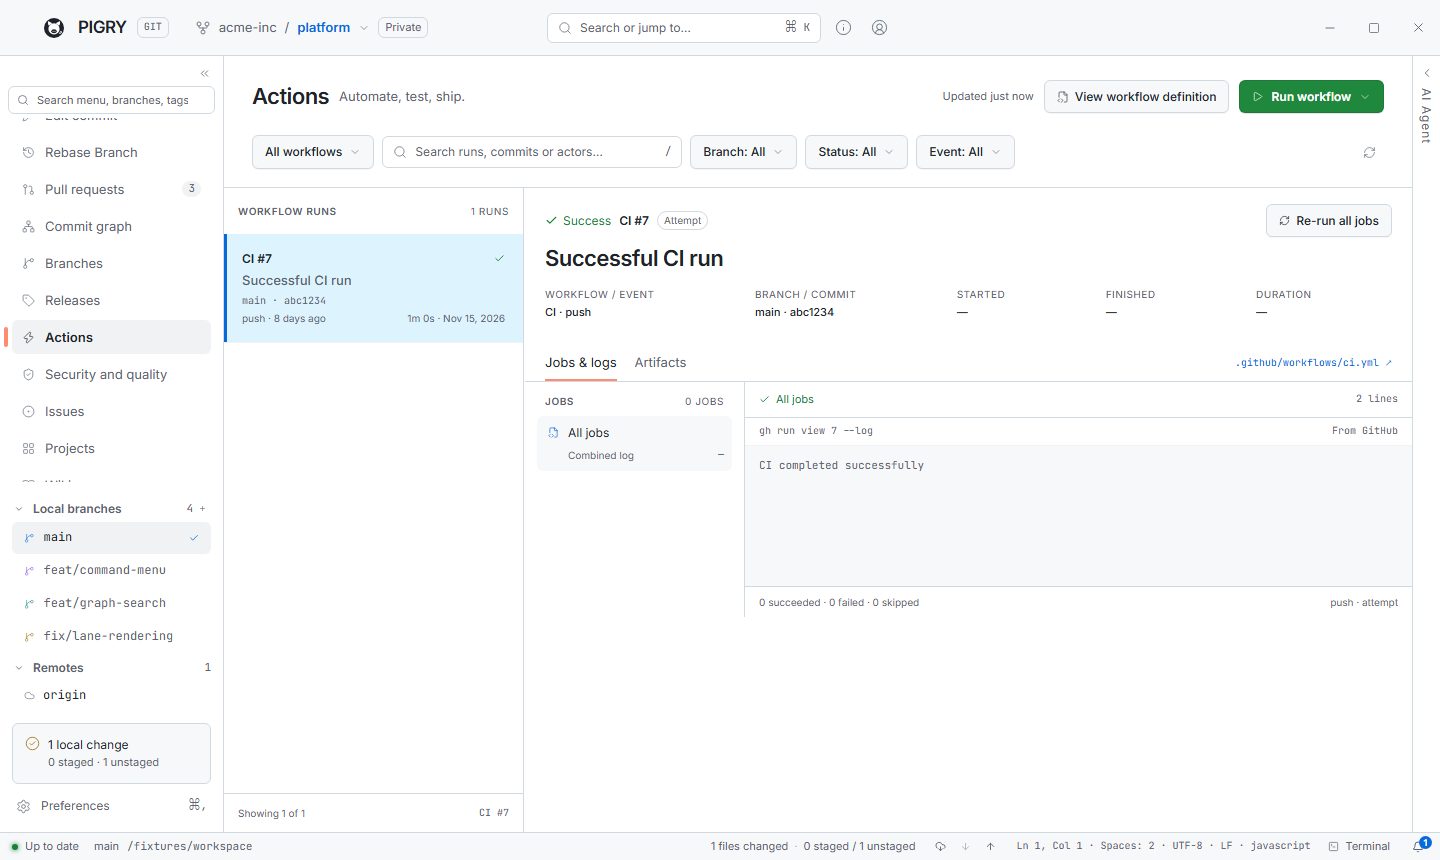 PIGRY GIT acme-inc / platform Private
Search or jump to... ⌘ K
Search menu, branches, tags
Rebase Branch
Pull requests 3
Commit graph
Branches
Releases
Actions
Security and quality
Issues
Projects
Local branches 4 +
main
feat/command-menu
feat/graph-search
fix/lane-rendering
Remotes 1
origin
1 local change
0 staged · 1 unstaged
Preferences ⌘,
Actions Automate, test, ship.
Updated just now View workflow definition Run workflow
All workflows Search runs, commits or actors... / Branch: All Status: All Event: All
WORKFLOW RUNS 1 RUNS
CI #7
Successful CI run
main · abc1234
push · 8 days ago 1m 0s · Nov 15, 2026
Showing 1 of 1 CI #7
Success CI #7 Attempt Re-run all jobs
Successful CI run
WORKFLOW / EVENT BRANCH / COMMIT STARTED FINISHED DURATION
CI · push main · abc1234 — — —
Jobs & logs Artifacts .github/workflows/ci.yml ↗
JOBS 0 JOBS
All jobs
Combined log —
All jobs 2 lines
gh run view 7 --log From GitHub
CI completed successfully
0 succeeded · 0 failed · 0 skipped push · attempt
AI Agent
Up to date main /fixtures/workspace
1 files changed · 0 staged / 1 unstaged
Ln 1, Col 1 · Spaces: 2 · UTF-8 · LF · javascript Terminal 1